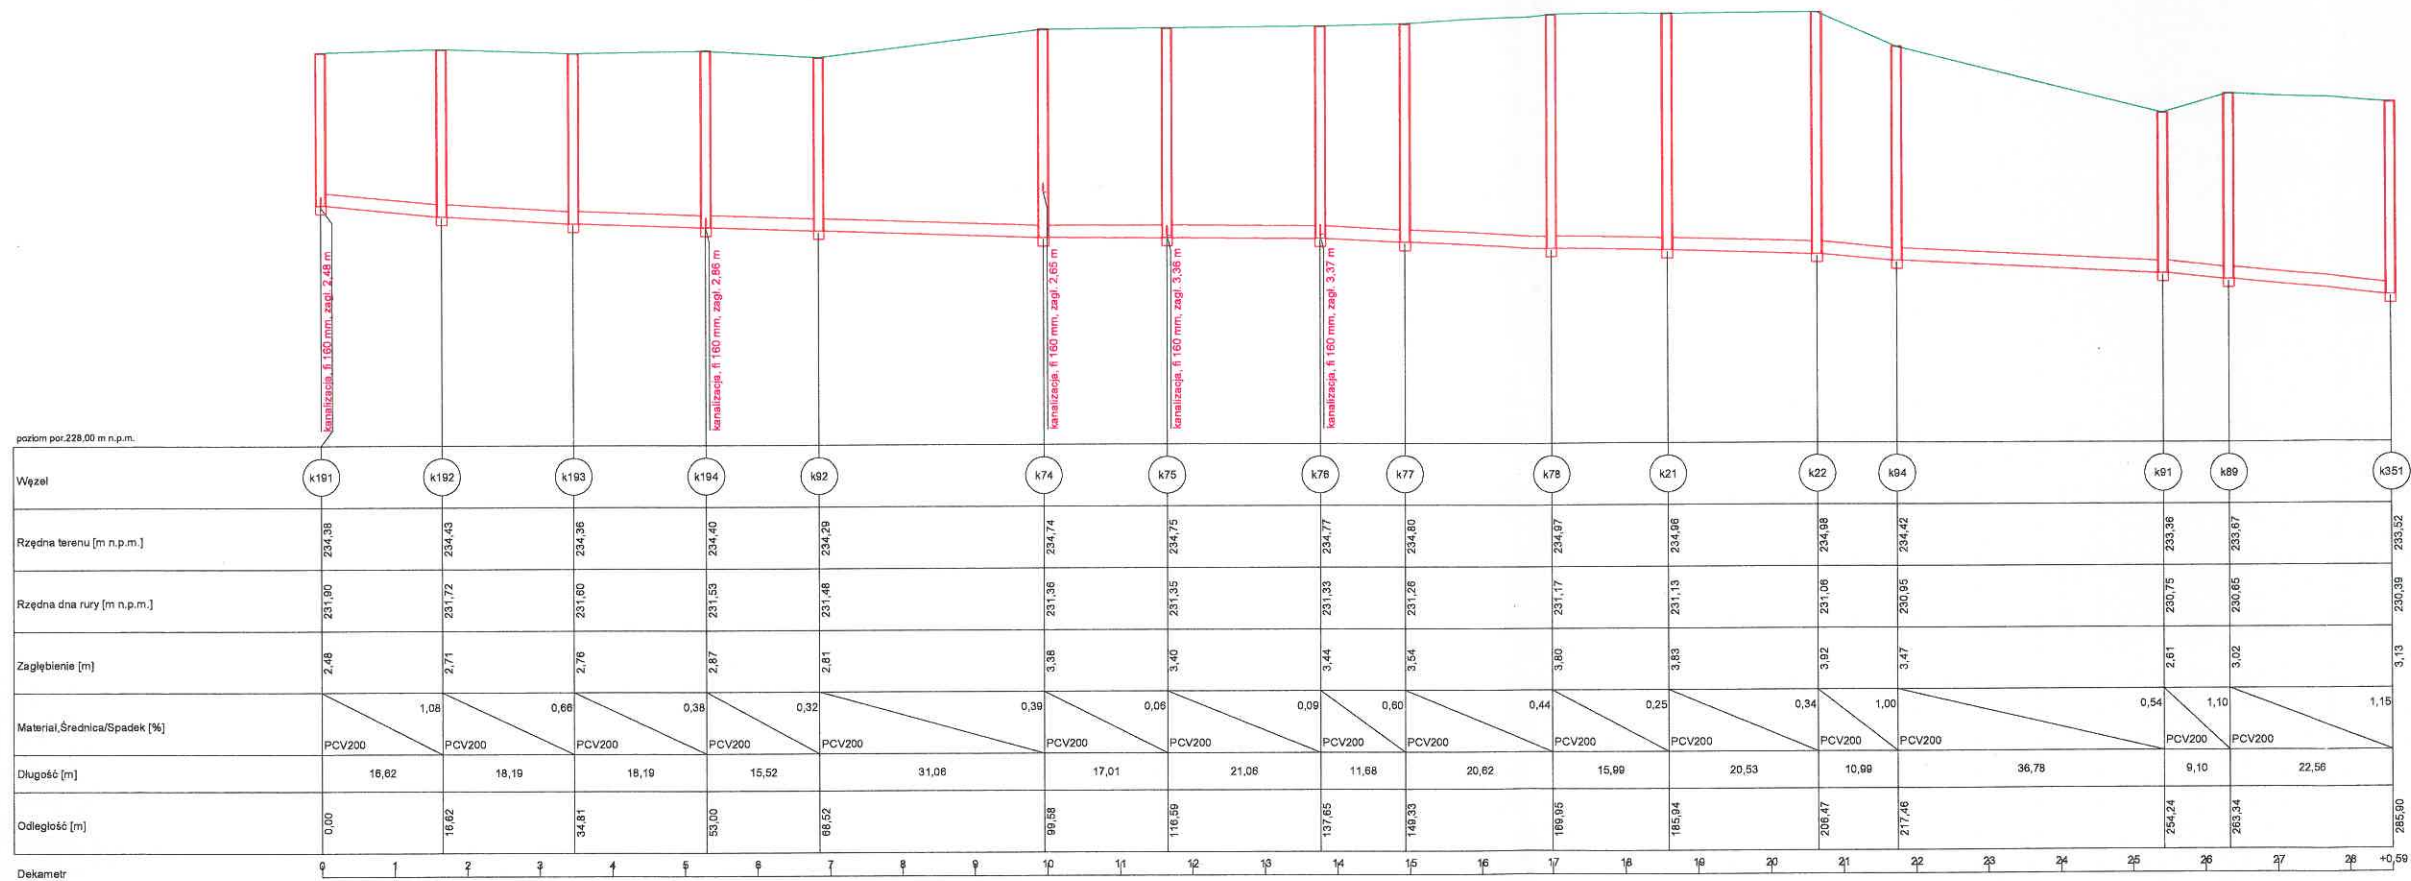 kanalizacja, fi 160 mm, zagł. 2,48 m
kanalizacja, fi 160 mm, zagł. 2,86 m
kanalizacja, fi 160 mm, zagł. 2,65 m
kanalizacja, fi 160 mm, zagł. 3,36 m
kanalizacja, fi 160 mm, zagł. 3,37 m
poziom por.228,00 m n.p.m.
Węzeł k191 k192 k193 k194 k92 k74 k75 k76 k77 k78 k21 k22 k94 k91 k89 k351
Rzędna terenu [m n.p.m.] 234,38 234,43 234,36 234,40 234,29 234,74 234,75 234,77 234,80 234,97 234,96 234,98 234,42 233,36 233,67 233,52
Rzędna dna rury [m n.p.m.] 231,90 231,72 231,60 231,53 231,48 231,36 231,35 231,33 231,26 231,17 231,13 231,06 230,95 230,75 230,65 230,39
Zagłębienie [m] 2,48 2,71 2,76 2,87 2,81 3,38 3,40 3,44 3,54 3,80 3,83 3,92 3,47 2,61 3,02 3,13
1,08 0,66 0,38 0,32 0,39 0,06 0,09 0,60 0,44 0,25 0,34 1,00 0,54 1,10 1,15
Materiał,Średnica/Spadek [%]
PCV200 PCV200 PCV200 PCV200 PCV200 PCV200 PCV200 PCV200 PCV200 PCV200 PCV200 PCV200 PCV200 PCV200 PCV200
Długość [m] 16,62 18,19 18,19 15,52 31,06 17,01 21,06 11,68 20,62 15,99 20,53 10,99 36,78 9,10 22,56
Odległość [m] 0,00 16,62 34,81 53,00 68,52 99,58 116,59 137,65 149,33 169,95 185,94 206,47 217,46 254,24 263,34 285,90
Dekametr 0 1 2 3 4 5 6 7 8 9 10 11 12 13 14 15 16 17 18 19 20 21 22 23 24 25 26 27 28 +0,59